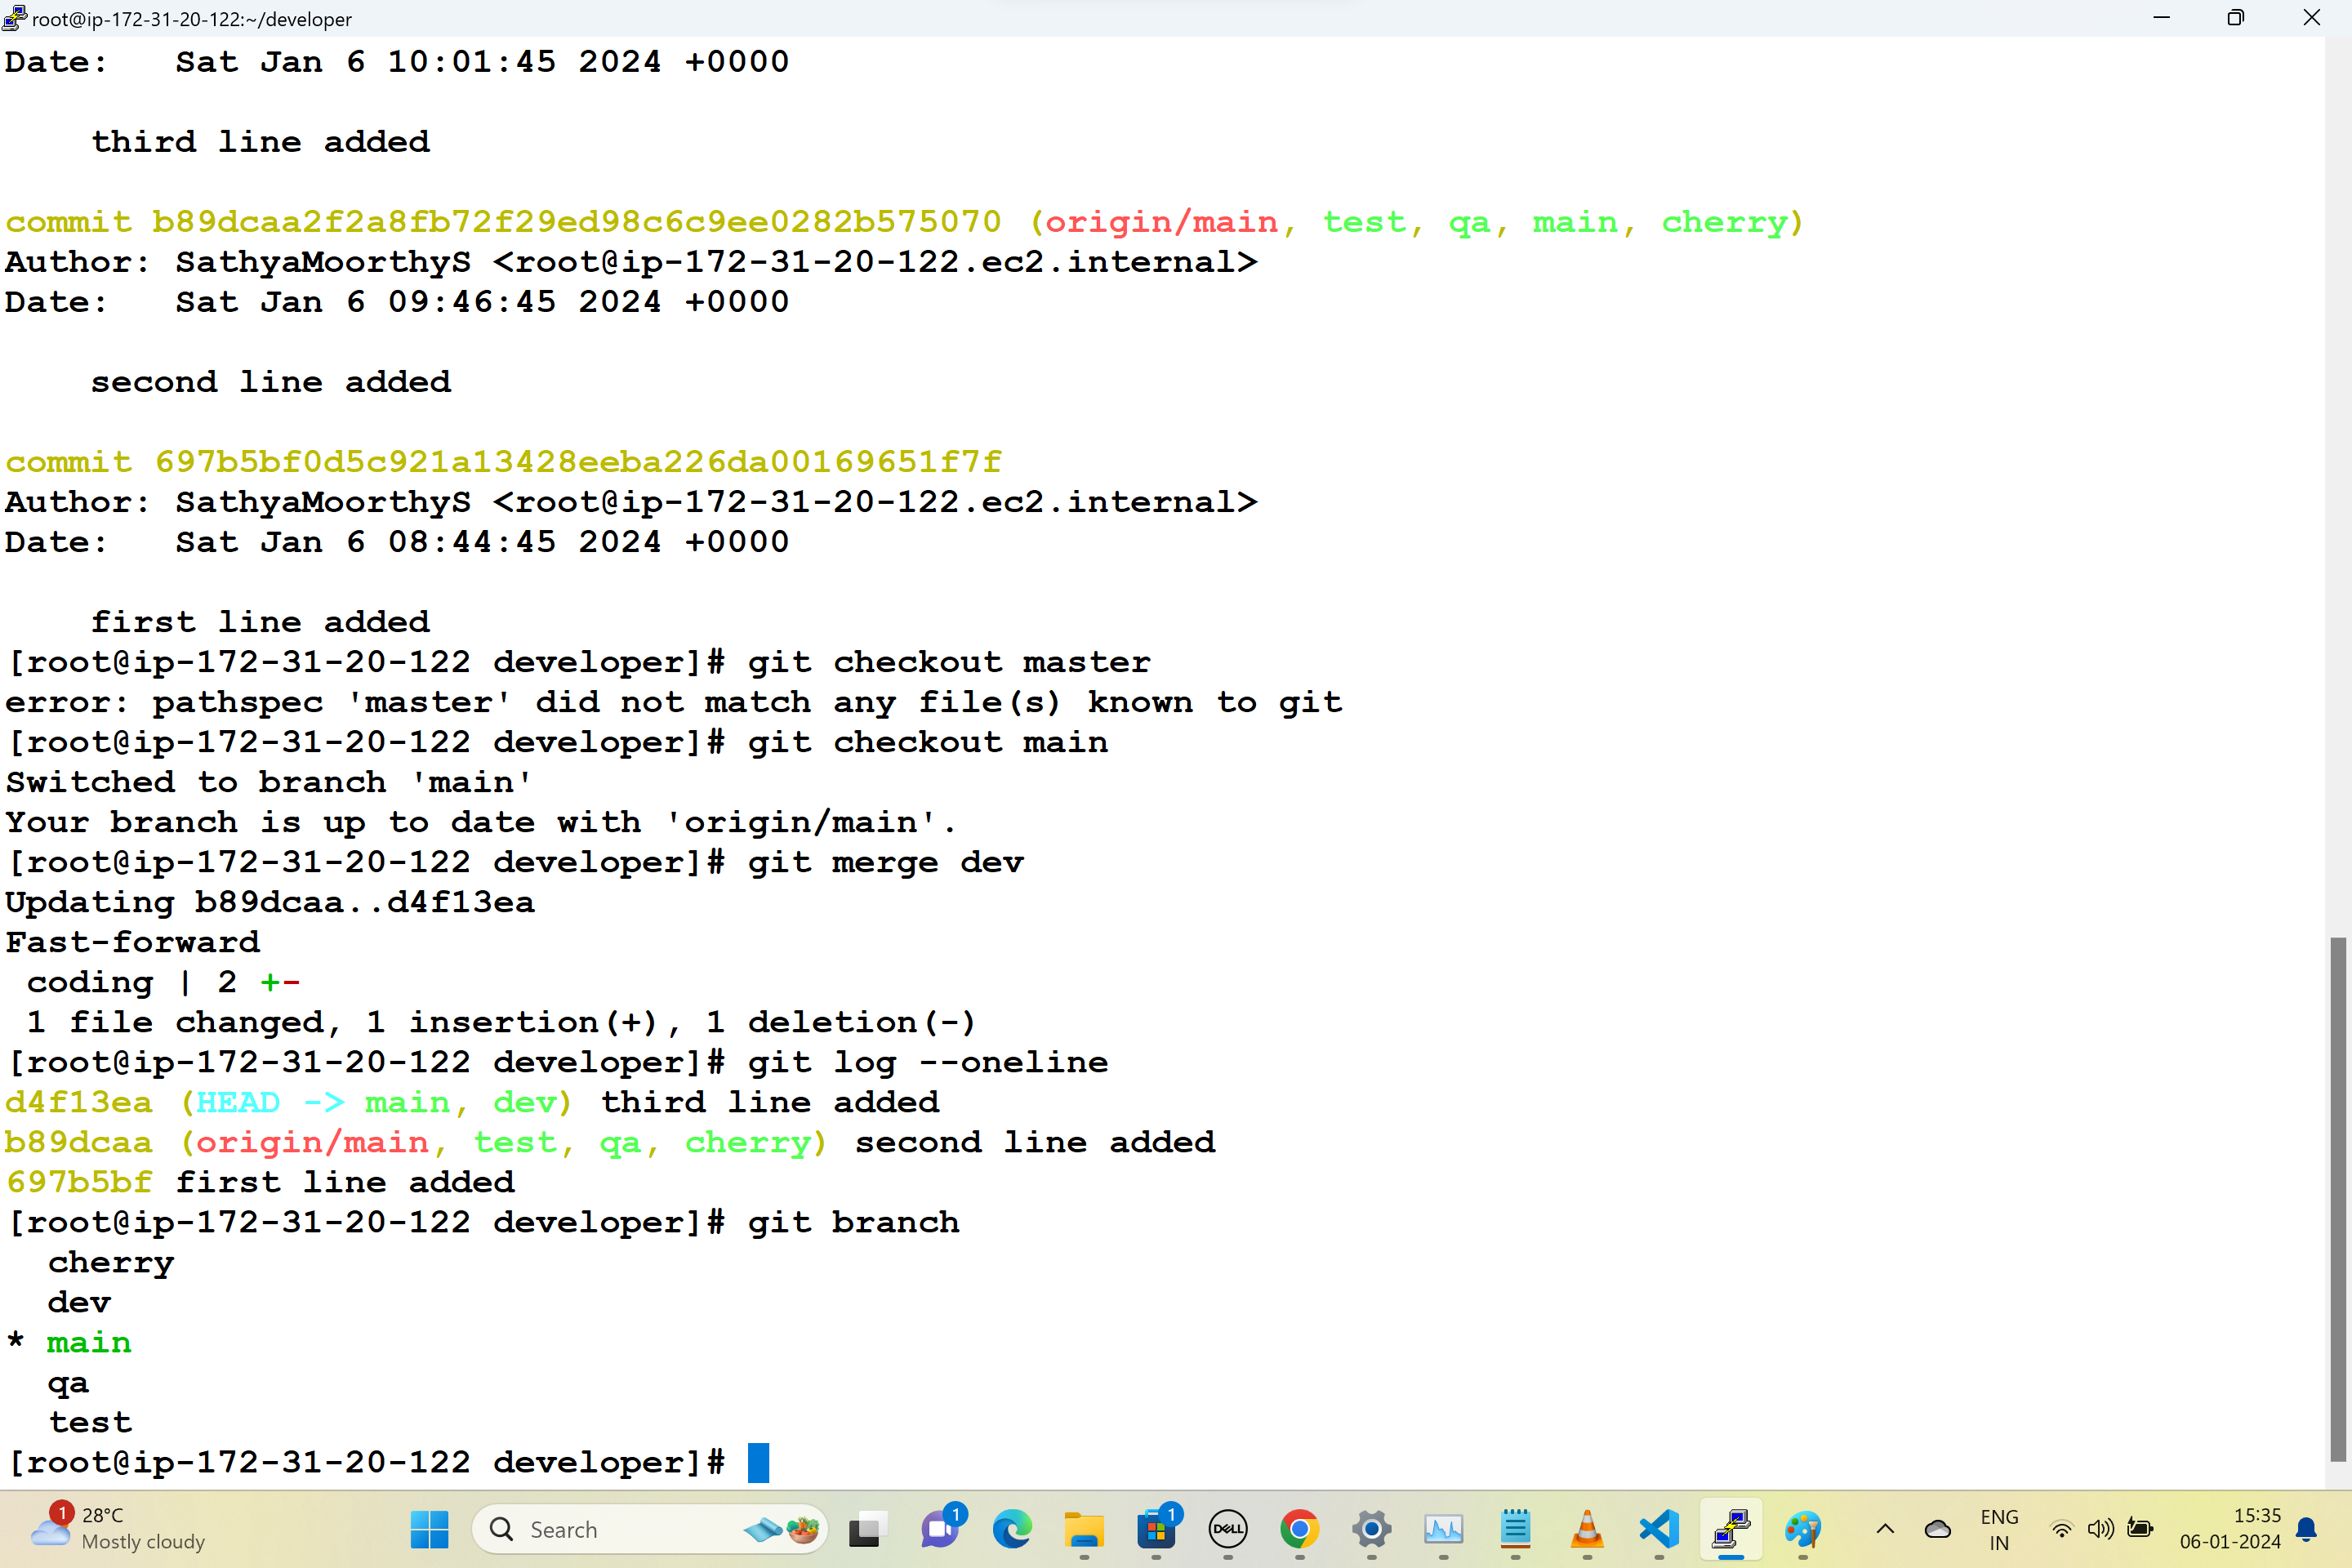 root@ip-172-31-20-122:~/developer
Date:   Sat Jan 6 10:01:45 2024 +0000
    third line added
commit b89dcaa2f2a8fb72f29ed98c6c9ee0282b575070 (origin/main, test, qa, main, cherry)
Author: SathyaMoorthyS <root@ip-172-31-20-122.ec2.internal>
Date:   Sat Jan 6 09:46:45 2024 +0000
    second line added
commit 697b5bf0d5c921a13428eeba226da00169651f7f
Author: SathyaMoorthyS <root@ip-172-31-20-122.ec2.internal>
Date:   Sat Jan 6 08:44:45 2024 +0000
    first line added
[root@ip-172-31-20-122 developer]# git checkout master
error: pathspec 'master' did not match any file(s) known to git
[root@ip-172-31-20-122 developer]# git checkout main
Switched to branch 'main'
Your branch is up to date with 'origin/main'.
[root@ip-172-31-20-122 developer]# git merge dev
Updating b89dcaa..d4f13ea
Fast-forward
 coding | 2 +-
 1 file changed, 1 insertion(+), 1 deletion(-)
[root@ip-172-31-20-122 developer]# git log --oneline
d4f13ea (HEAD -> main, dev) third line added
b89dcaa (origin/main, test, qa, cherry) second line added
697b5bf first line added
[root@ip-172-31-20-122 developer]# git branch
  cherry
  dev
* main
  qa
  test
[root@ip-172-31-20-122 developer]#
1
28°C
Mostly cloudy
Search
1
1
DELL
ENG
IN
15:35
06-01-2024